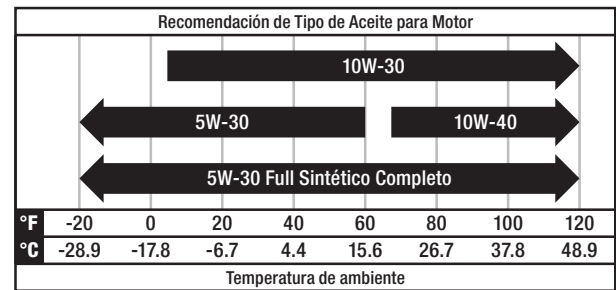 Recomendación de Tipo de Aceite para Motor
10W-30
5W-30 10W-40
5W-30 Full Sintético Completo
°F -20 0 20 40 60 80 100 120
°C -28.9 -17.8 -6.7 4.4 15.6 26.7 37.8 48.9
Temperatura de ambiente